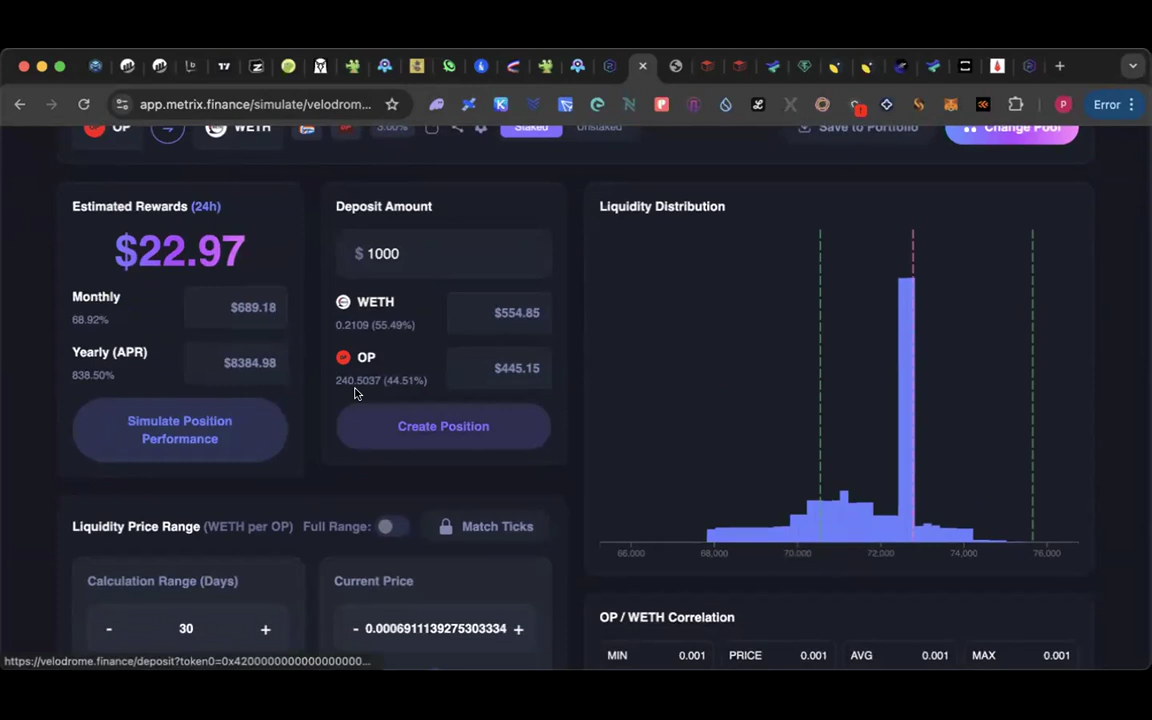 app.metrix.finance/simulate/velodrom...
Error
OP
WETH
3.00%
Staked
Unstaked
Save to Portfolio
Change Pool
Estimated Rewards (24h)
$22.97
Monthly
68.92%
$689.18
Yearly (APR)
838.50%
$8384.98
Simulate Position
Performance
Deposit Amount
$ 1000
WETH
0.2109 (55.49%)
$554.85
OP
240.5037 (44.51%)
$445.15
Create Position
Liquidity Distribution
66,000 68,000 70,000 72,000 74,000 76,000
Liquidity Price Range (WETH per OP) Full Range: Match Ticks
Calculation Range (Days)
- 30 +
Current Price
- 0.0006911139275303334 +
OP / WETH Correlation
MIN 0.001 PRICE 0.001 AVG 0.001 MAX 0.001
https://velodrome.finance/deposit?token0=0x4200000000000000000...